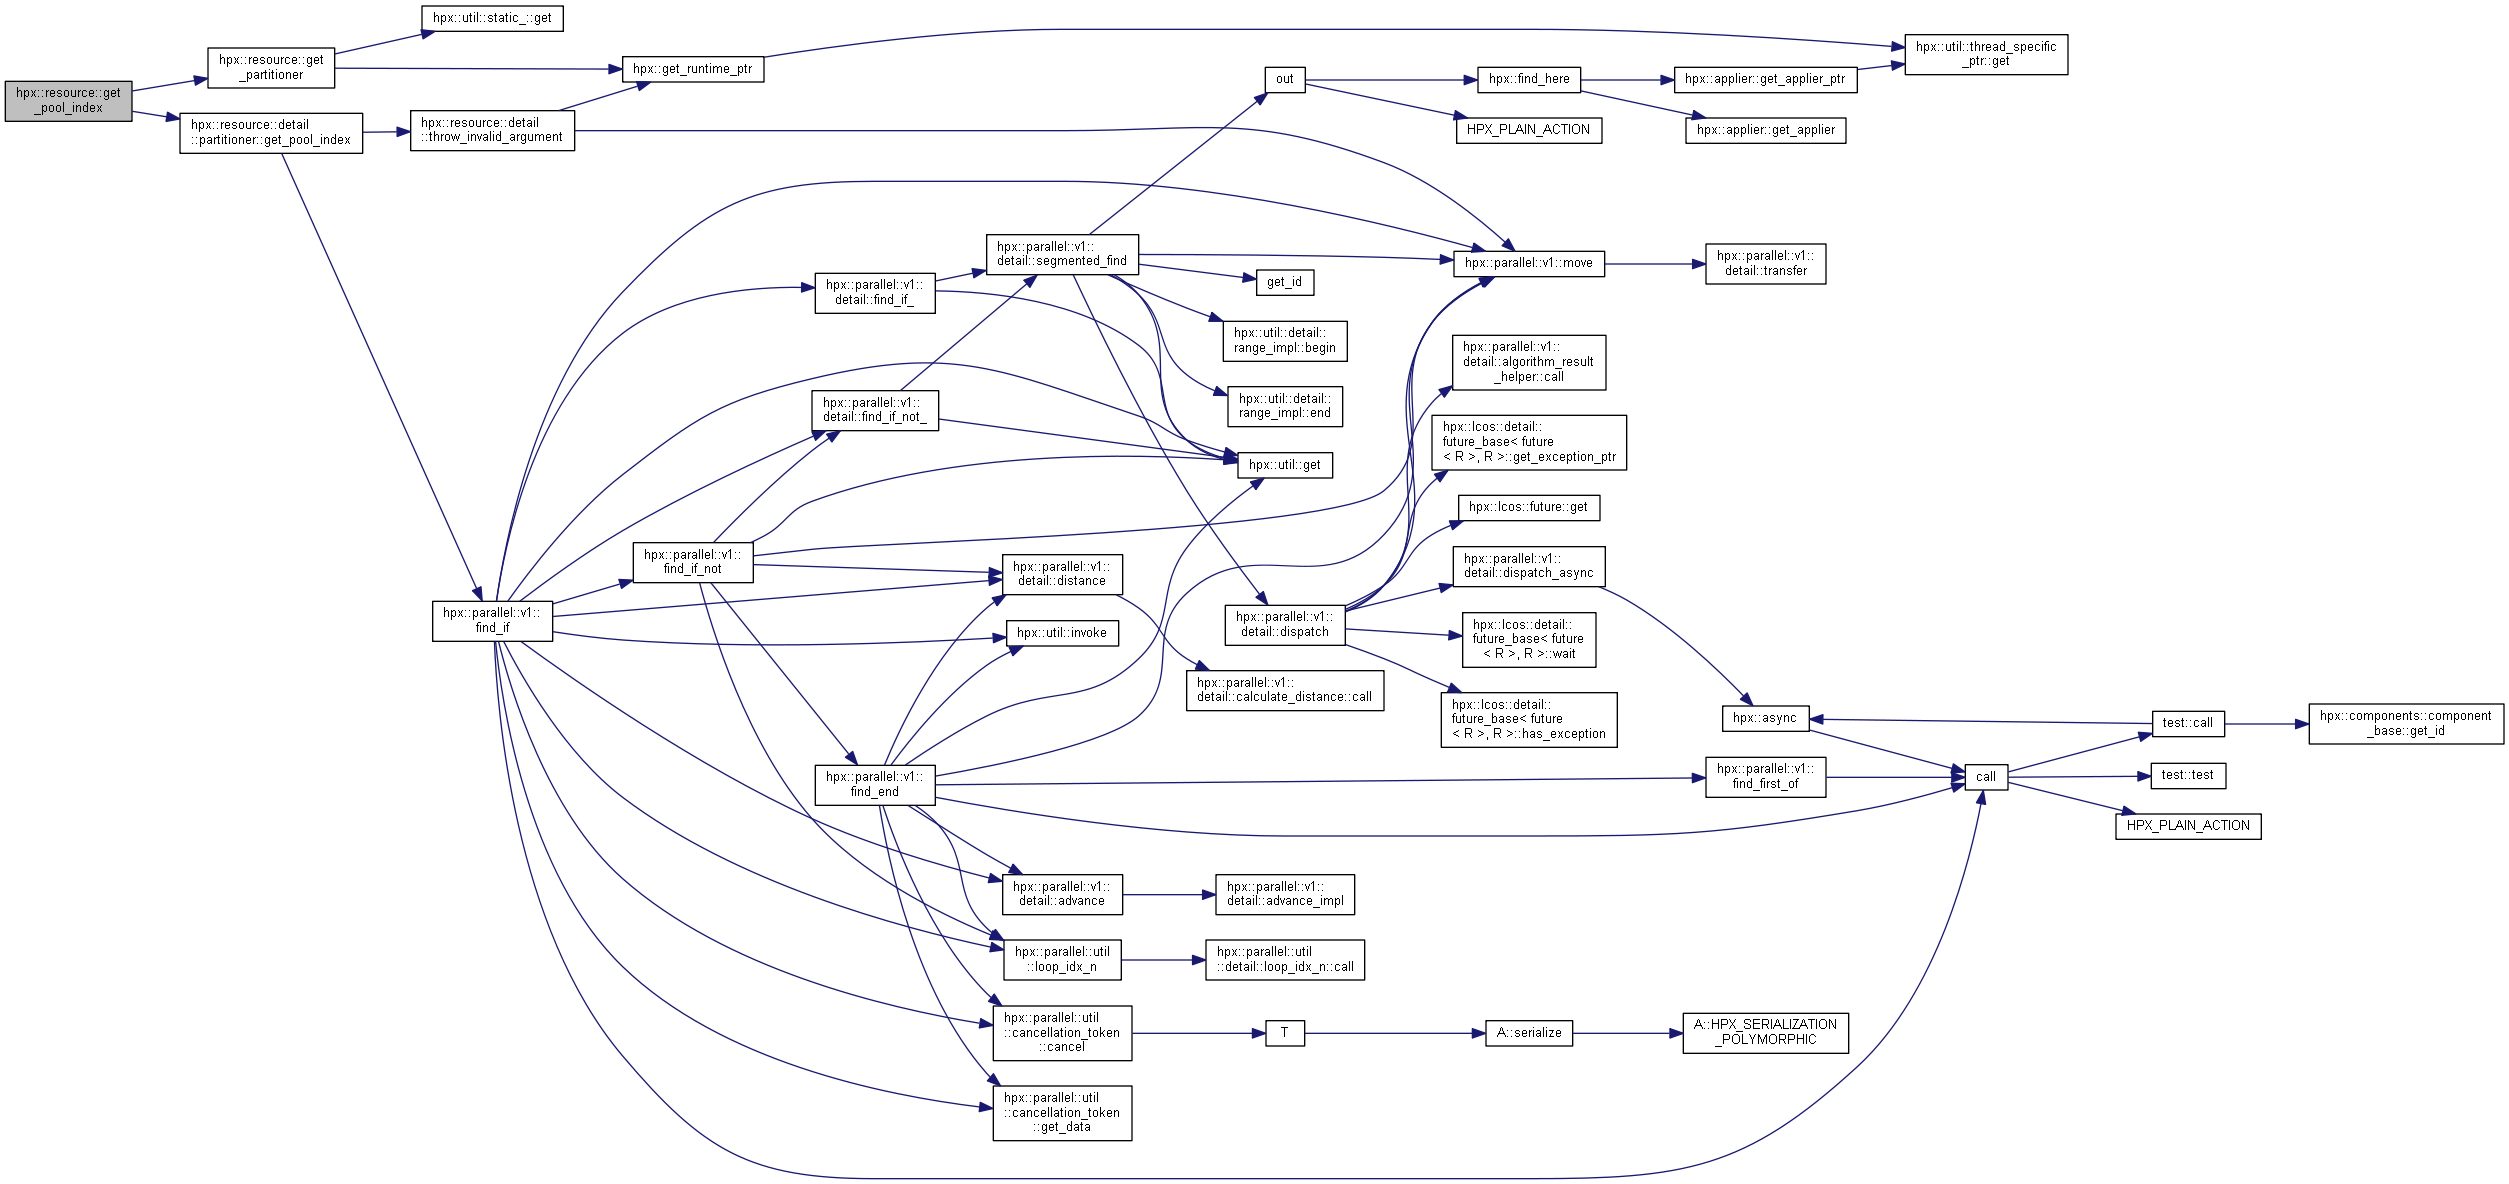 hpx::resource::get
_pool_index
hpx::resource::get
_partitioner
hpx::util::static_::get
hpx::get_runtime_ptr
hpx::util::thread_specific
_ptr::get
hpx::resource::detail
::partitioner::get_pool_index
hpx::resource::detail
::throw_invalid_argument
out
hpx::find_here
hpx::applier::get_applier_ptr
HPX_PLAIN_ACTION
hpx::applier::get_applier
hpx::parallel::v1::
detail::segmented_find
hpx::parallel::v1::move
hpx::parallel::v1::
detail::transfer
hpx::parallel::v1::
detail::find_if_
get_id
hpx::util::detail::
range_impl::begin
hpx::parallel::v1::
detail::algorithm_result
_helper::call
hpx::parallel::v1::
detail::find_if_not_
hpx::util::detail::
range_impl::end
hpx::lcos::detail::
future_base< future
< R >, R >::get_exception_ptr
hpx::util::get
hpx::lcos::future::get
hpx::parallel::v1::
find_if_not
hpx::parallel::v1::
detail::distance
hpx::parallel::v1::
detail::dispatch_async
hpx::parallel::v1::
find_if
hpx::util::invoke
hpx::parallel::v1::
detail::dispatch
hpx::lcos::detail::
future_base< future
< R >, R >::wait
hpx::parallel::v1::
detail::calculate_distance::call
hpx::lcos::detail::
future_base< future
< R >, R >::has_exception
hpx::async
test::call
hpx::components::component
_base::get_id
hpx::parallel::v1::
find_end
hpx::parallel::v1::
find_first_of
call
test::test
HPX_PLAIN_ACTION
hpx::parallel::v1::
detail::advance
hpx::parallel::v1::
detail::advance_impl
hpx::parallel::util
::loop_idx_n
hpx::parallel::util
::detail::loop_idx_n::call
hpx::parallel::util
::cancellation_token
::cancel
T
A::serialize
A::HPX_SERIALIZATION
_POLYMORPHIC
hpx::parallel::util
::cancellation_token
::get_data